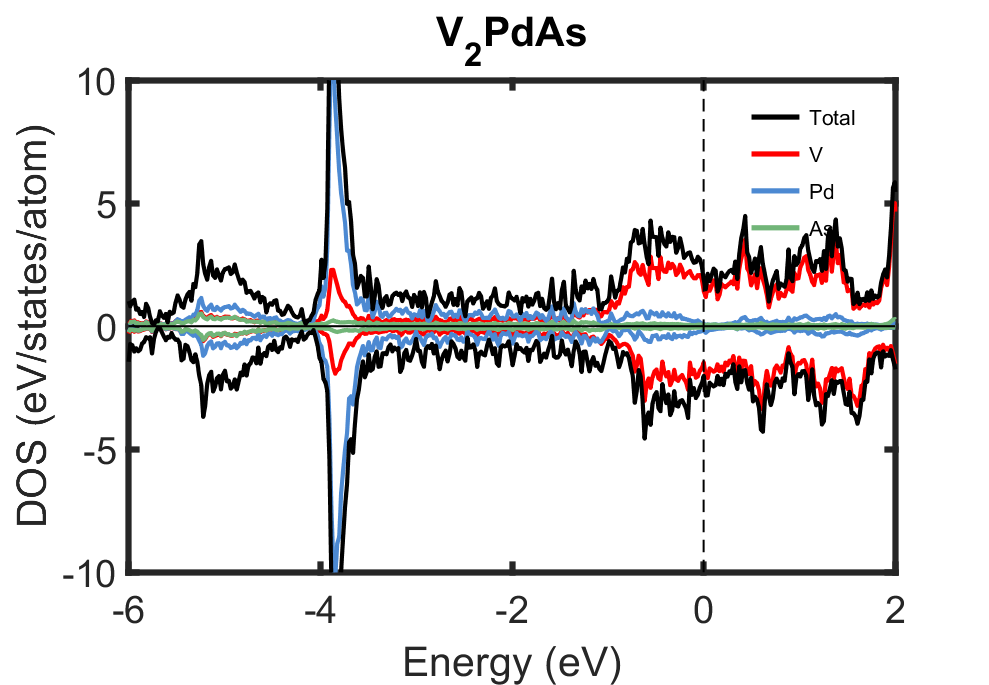 V₂PdAs
10
5
0
-5
-10
DOS (eV/states/atom)
Total
V
Pd
As
-6 -4 -2 0 2
Energy (eV)